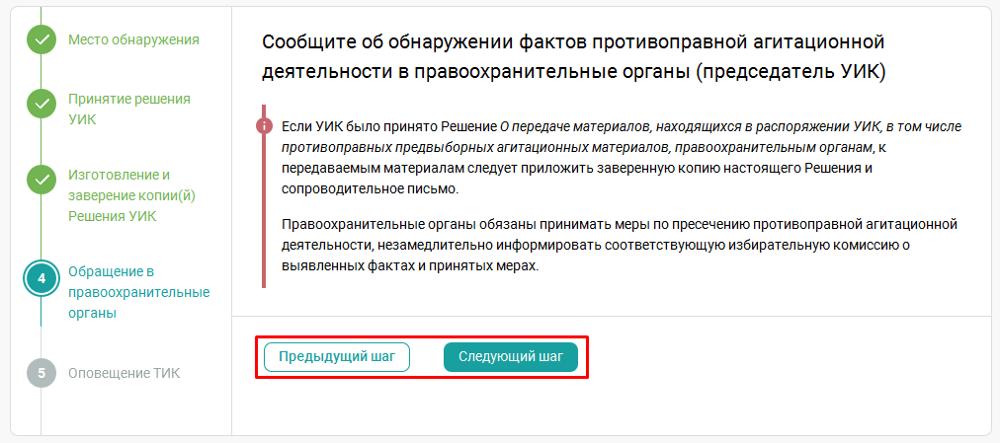 Место обнаружения
Принятие решения
УИК
Изготовление и
заверение копии(й)
Решения УИК
4
Обращение в
правоохранительные
органы
5
Оповещение ТИК
Сообщите об обнаружении фактов противоправной агитационной
деятельности в правоохранительные органы (председатель УИК)
Если УИК было принято Решение О передаче материалов, находящихся в распоряжении УИК, в том числе
противоправных предвыборных агитационных материалов, правоохранительным органам, к
передаваемым материалам следует приложить заверенную копию настоящего Решения и
сопроводительное письмо.
Правоохранительные органы обязаны принимать меры по пресечению противоправной агитационной
деятельности, незамедлительно информировать соответствующую избирательную комиссию о
выявленных фактах и принятых мерах.
Предыдущий шаг
Следующий шаг